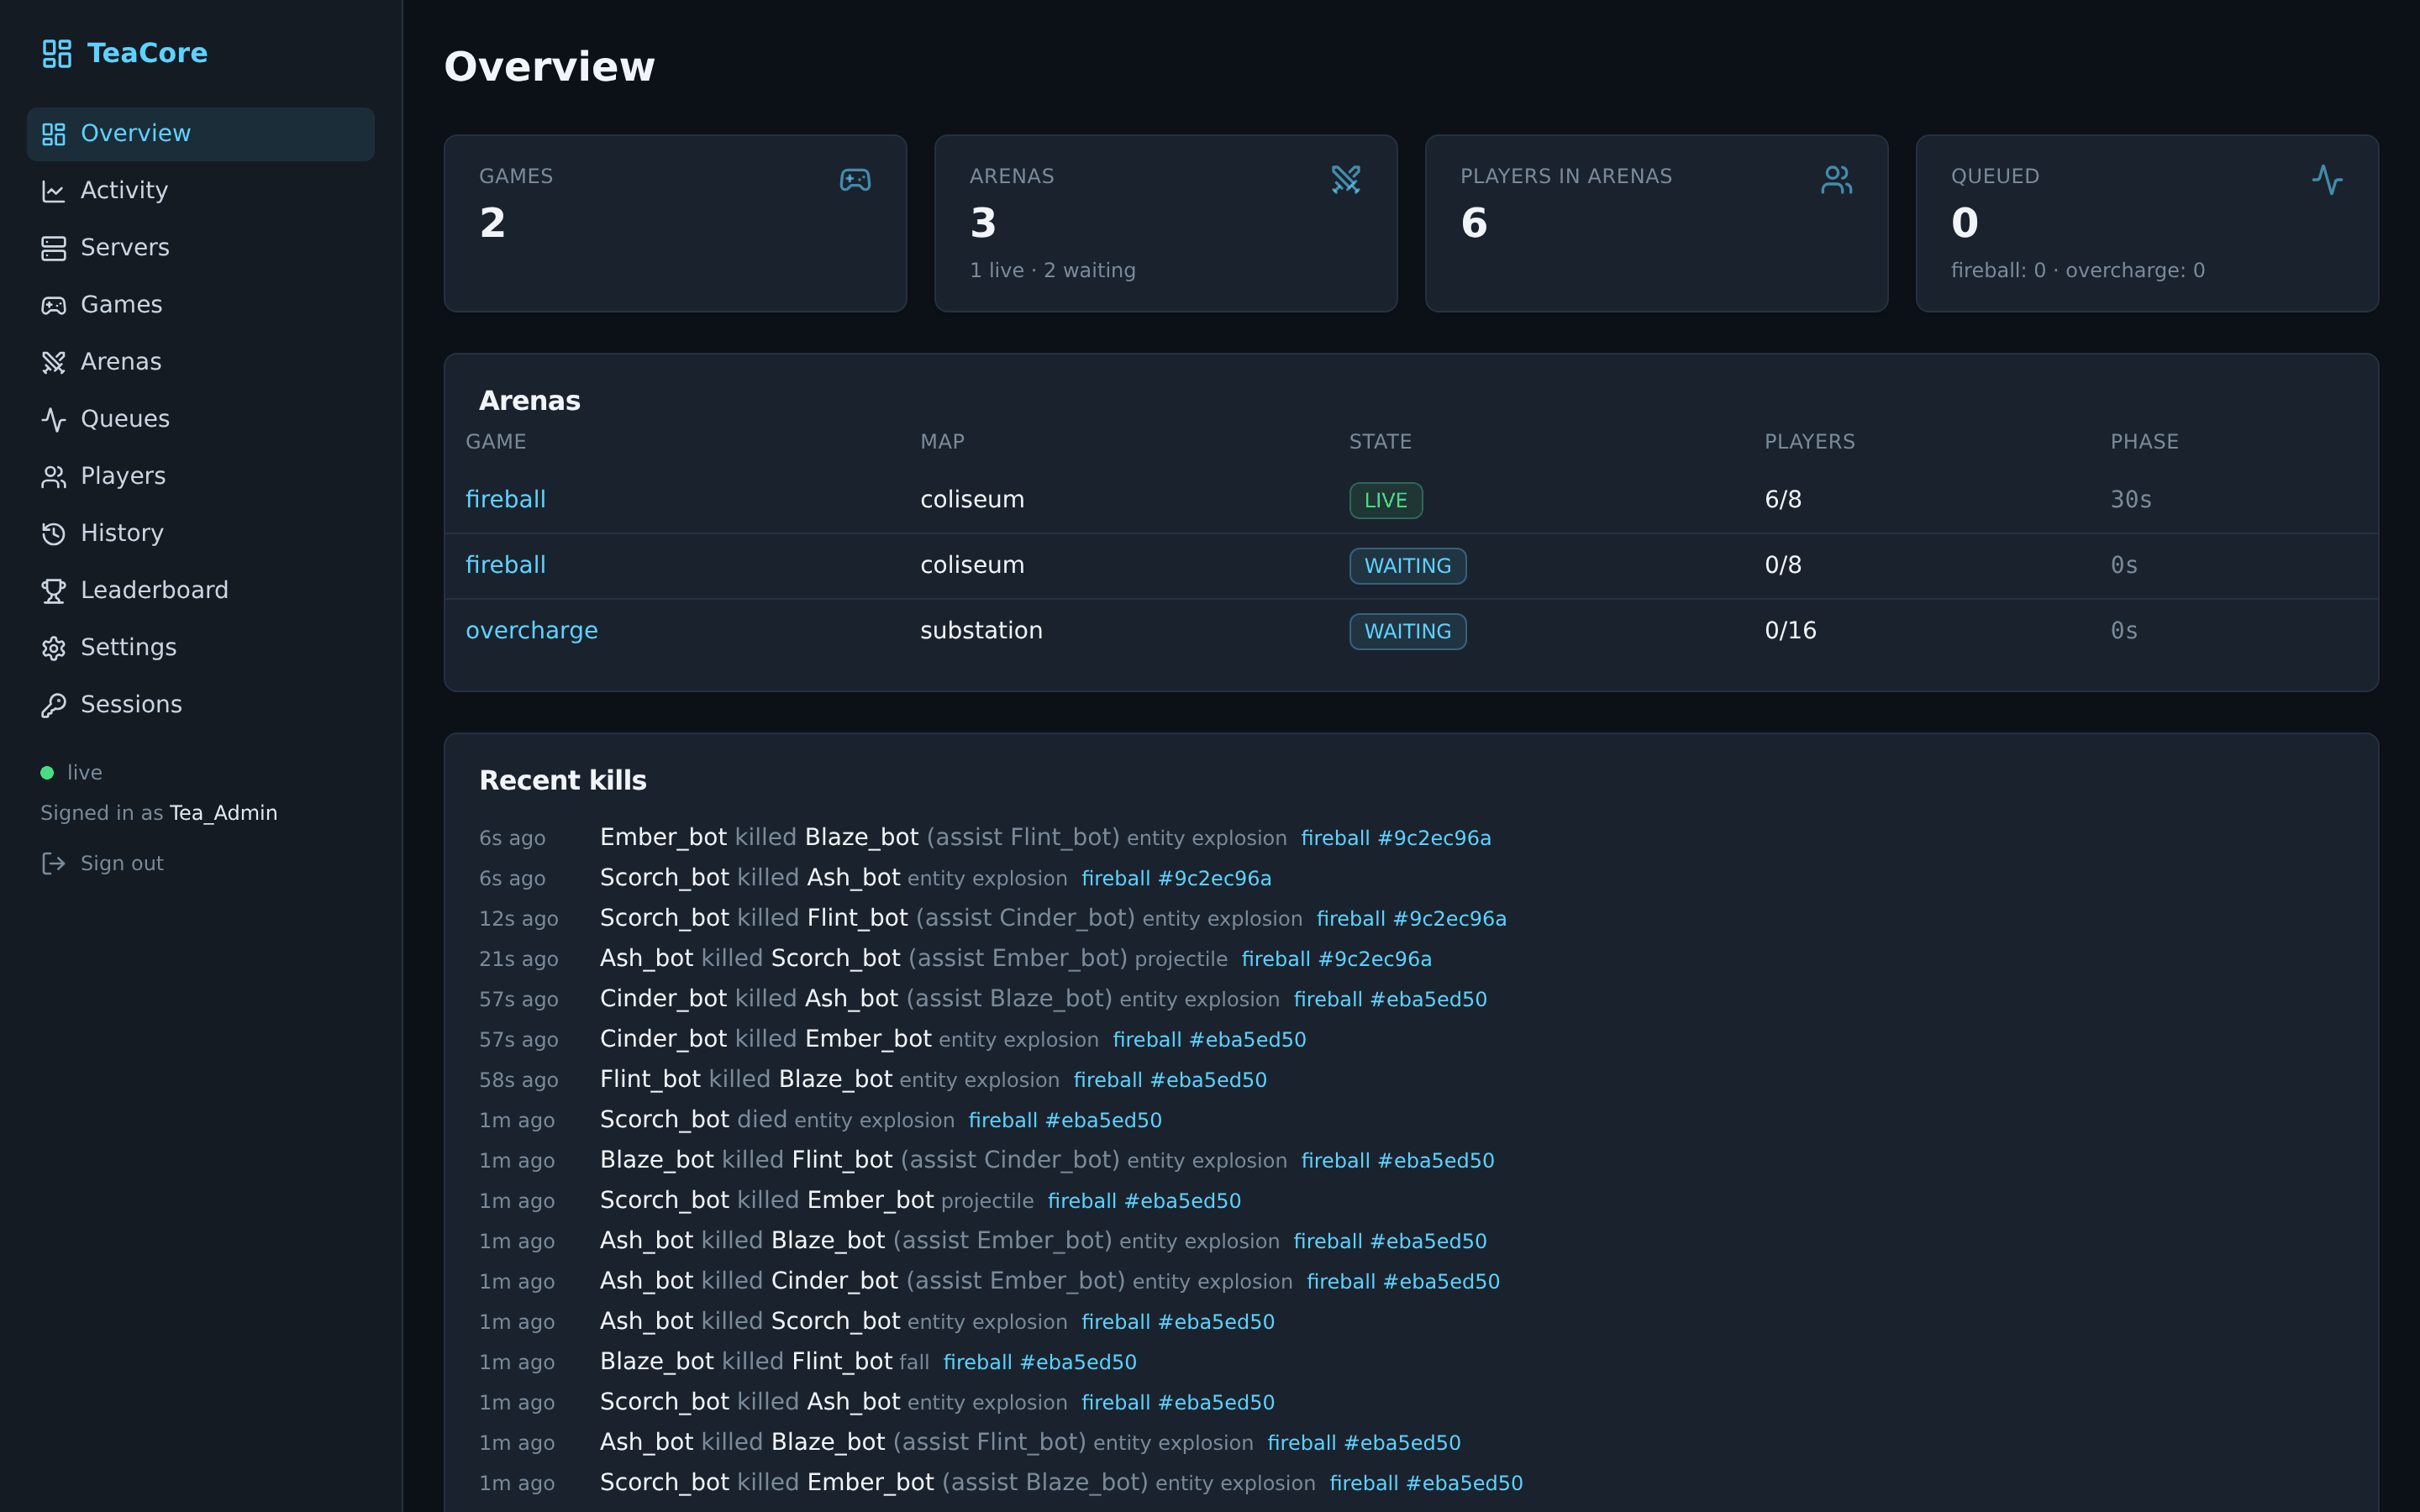 TeaCore
Overview
Activity
Servers
Games
Arenas
Queues
Players
History
Leaderboard
Settings
Sessions
live
Signed in as Tea_Admin
Sign out
Overview
GAMES
2
ARENAS
3
1 live · 2 waiting
PLAYERS IN ARENAS
6
QUEUED
0
fireball: 0 · overcharge: 0
Arenas
GAME MAP STATE PLAYERS PHASE
fireball coliseum LIVE 6/8 30s
fireball coliseum WAITING 0/8 0s
overcharge substation WAITING 0/16 0s
Recent kills
6s ago Ember_bot killed Blaze_bot (assist Flint_bot) entity explosion fireball #9c2ec96a
6s ago Scorch_bot killed Ash_bot entity explosion fireball #9c2ec96a
12s ago Scorch_bot killed Flint_bot (assist Cinder_bot) entity explosion fireball #9c2ec96a
21s ago Ash_bot killed Scorch_bot (assist Ember_bot) projectile fireball #9c2ec96a
57s ago Cinder_bot killed Ash_bot (assist Blaze_bot) entity explosion fireball #eba5ed50
57s ago Cinder_bot killed Ember_bot entity explosion fireball #eba5ed50
58s ago Flint_bot killed Blaze_bot entity explosion fireball #eba5ed50
1m ago Scorch_bot died entity explosion fireball #eba5ed50
1m ago Blaze_bot killed Flint_bot (assist Cinder_bot) entity explosion fireball #eba5ed50
1m ago Scorch_bot killed Ember_bot projectile fireball #eba5ed50
1m ago Ash_bot killed Blaze_bot (assist Ember_bot) entity explosion fireball #eba5ed50
1m ago Ash_bot killed Cinder_bot (assist Ember_bot) entity explosion fireball #eba5ed50
1m ago Ash_bot killed Scorch_bot entity explosion fireball #eba5ed50
1m ago Blaze_bot killed Flint_bot fall fireball #eba5ed50
1m ago Scorch_bot killed Ash_bot entity explosion fireball #eba5ed50
1m ago Ash_bot killed Blaze_bot (assist Flint_bot) entity explosion fireball #eba5ed50
1m ago Scorch_bot killed Ember_bot (assist Blaze_bot) entity explosion fireball #eba5ed50